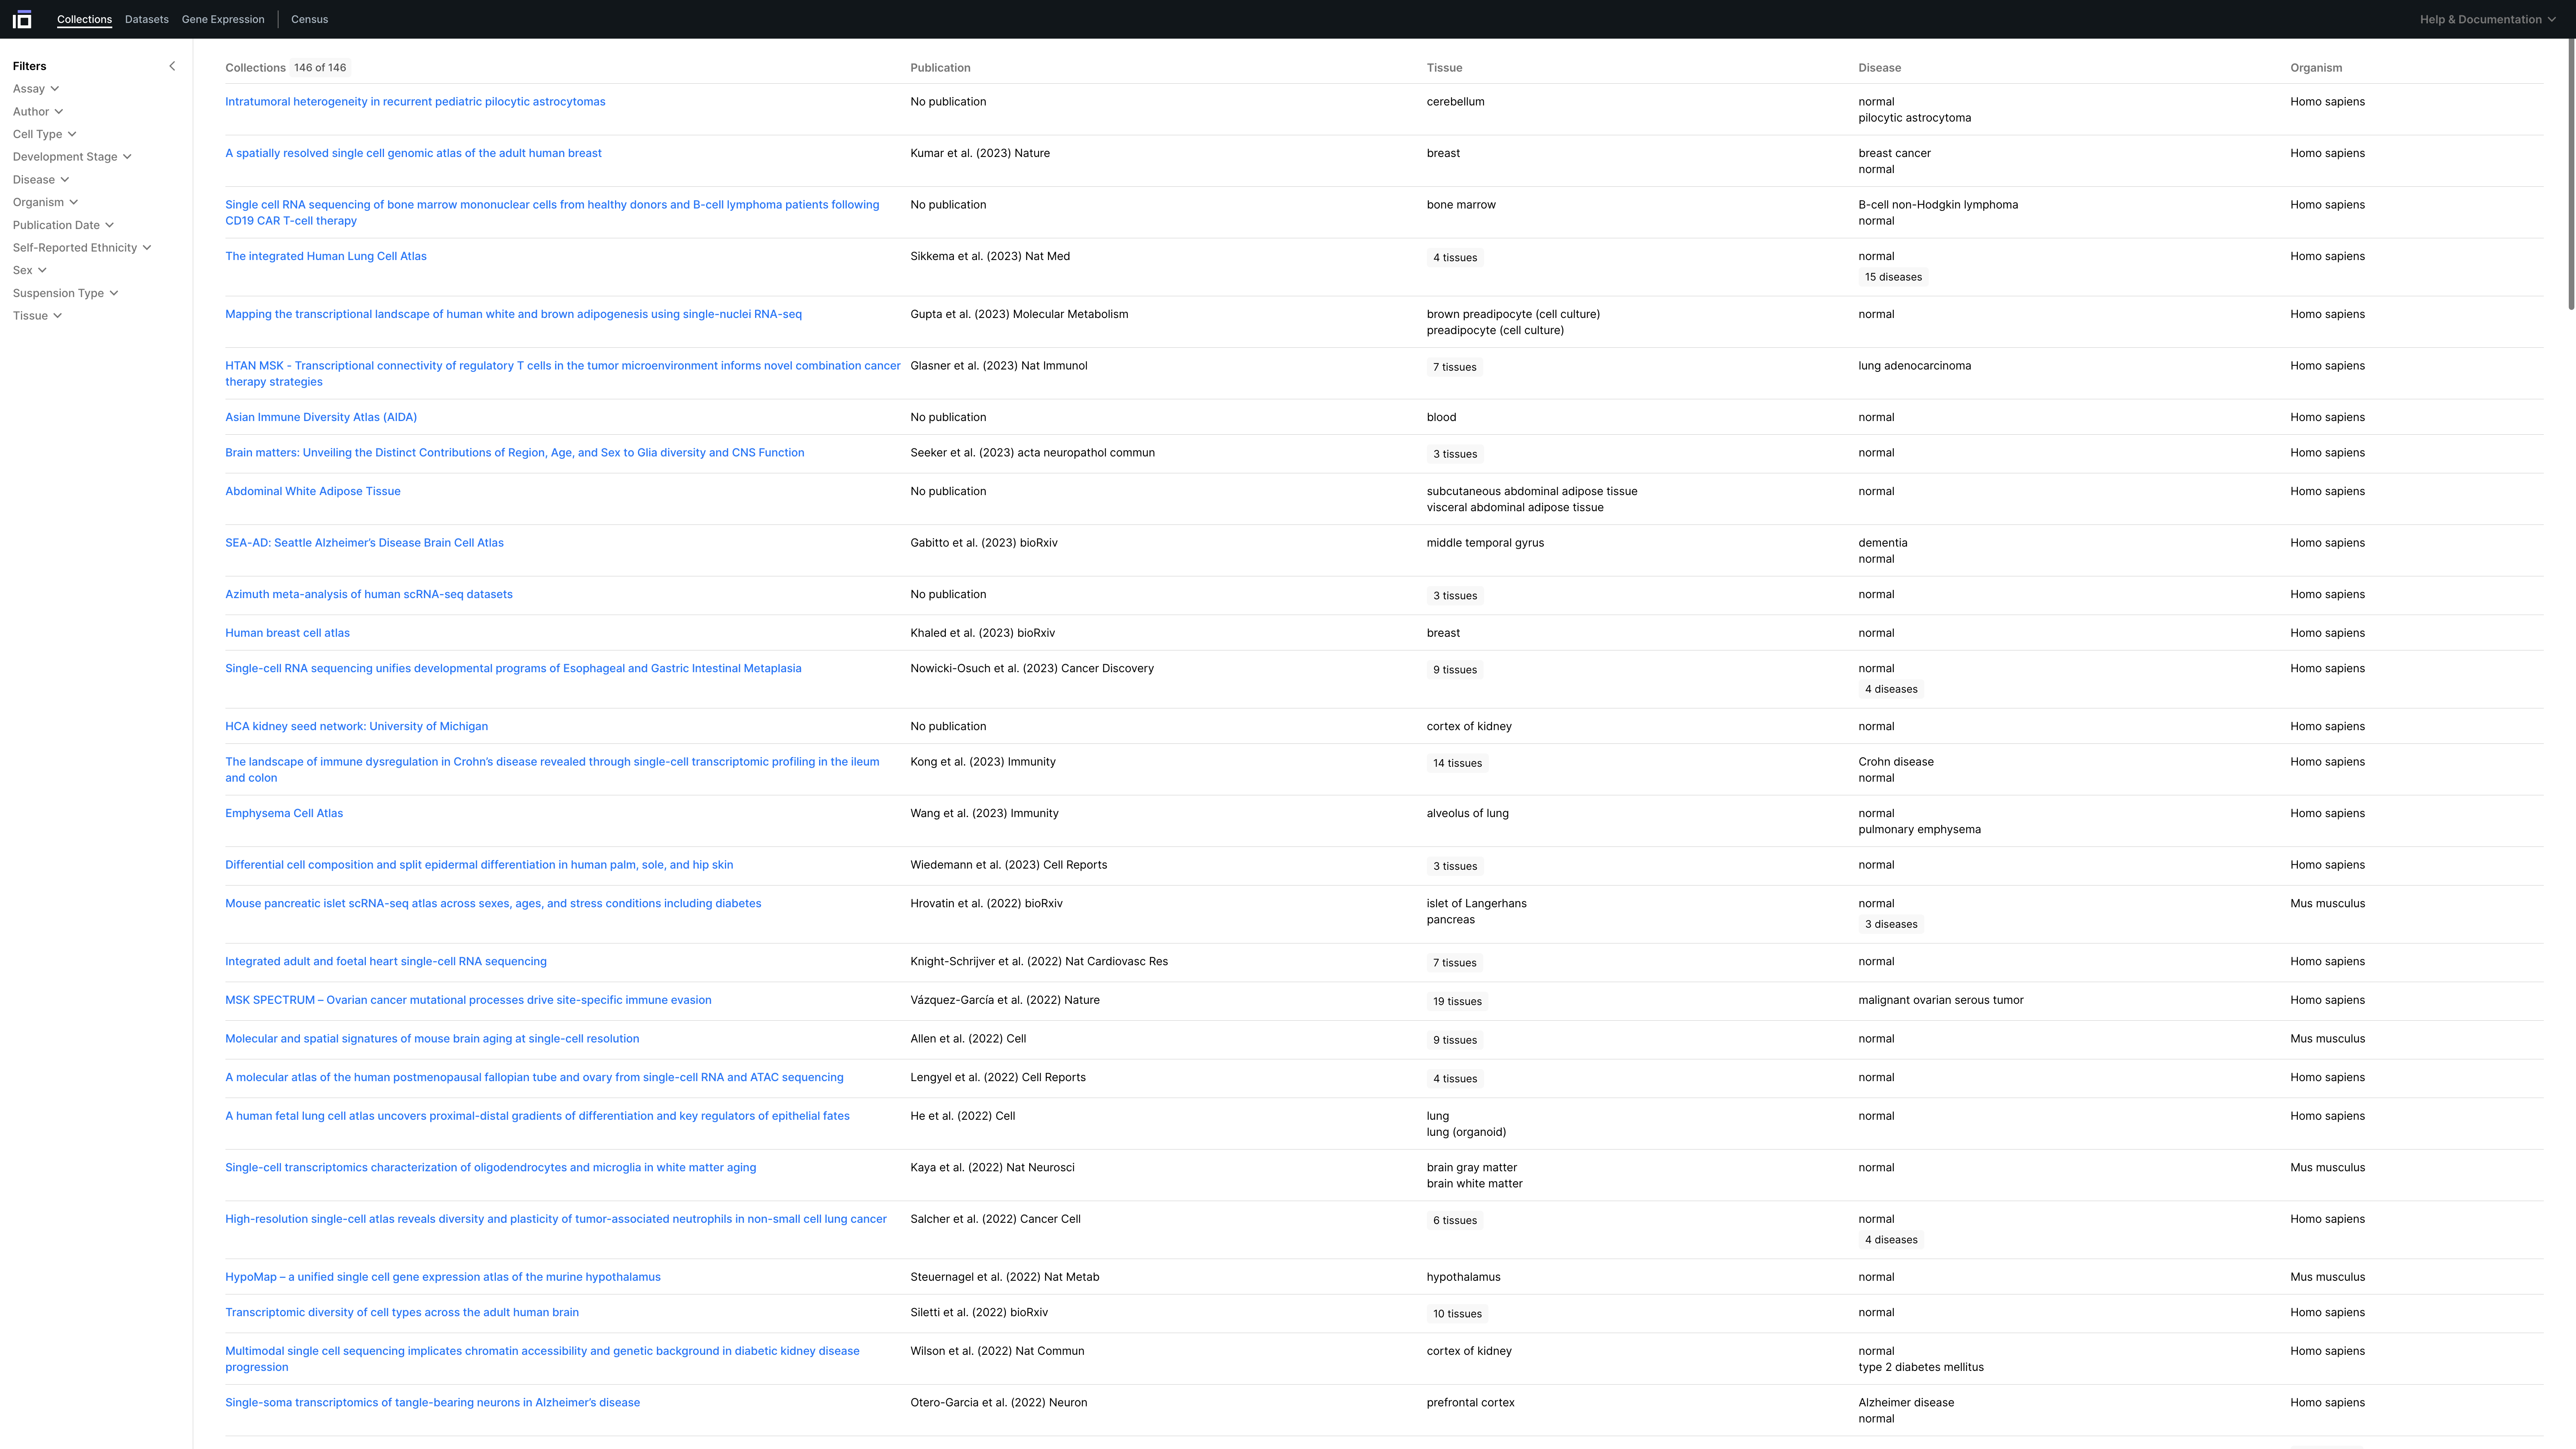 Collections Datasets Gene Expression Census Help & Documentation
Filters
Assay
Author
Cell Type
Development Stage
Disease
Organism
Publication Date
Self-Reported Ethnicity
Sex
Suspension Type
Tissue
Collections 146 of 146 Publication Tissue Disease Organism
Intratumoral heterogeneity in recurrent pediatric pilocytic astrocytomas No publication cerebellum normal Homo sapiens
pilocytic astrocytoma
A spatially resolved single cell genomic atlas of the adult human breast Kumar et al. (2023) Nature breast breast cancer Homo sapiens
normal
Single cell RNA sequencing of bone marrow mononuclear cells from healthy donors and B-cell lymphoma patients following No publication bone marrow B-cell non-Hodgkin lymphoma Homo sapiens
CD19 CAR T-cell therapy normal
The integrated Human Lung Cell Atlas Sikkema et al. (2023) Nat Med 4 tissues normal Homo sapiens
15 diseases
Mapping the transcriptional landscape of human white and brown adipogenesis using single-nuclei RNA-seq Gupta et al. (2023) Molecular Metabolism brown preadipocyte (cell culture) normal Homo sapiens
preadipocyte (cell culture)
HTAN MSK - Transcriptional connectivity of regulatory T cells in the tumor microenvironment informs novel combination cancer Glasner et al. (2023) Nat Immunol 7 tissues lung adenocarcinoma Homo sapiens
therapy strategies
Asian Immune Diversity Atlas (AIDA) No publication blood normal Homo sapiens
Brain matters: Unveiling the Distinct Contributions of Region, Age, and Sex to Glia diversity and CNS Function Seeker et al. (2023) acta neuropathol commun 3 tissues normal Homo sapiens
Abdominal White Adipose Tissue No publication subcutaneous abdominal adipose tissue normal Homo sapiens
visceral abdominal adipose tissue
SEA-AD: Seattle Alzheimer’s Disease Brain Cell Atlas Gabitto et al. (2023) bioRxiv middle temporal gyrus dementia Homo sapiens
normal
Azimuth meta-analysis of human scRNA-seq datasets No publication 3 tissues normal Homo sapiens
Human breast cell atlas Khaled et al. (2023) bioRxiv breast normal Homo sapiens
Single-cell RNA sequencing unifies developmental programs of Esophageal and Gastric Intestinal Metaplasia Nowicki-Osuch et al. (2023) Cancer Discovery 9 tissues normal Homo sapiens
4 diseases
HCA kidney seed network: University of Michigan No publication cortex of kidney normal Homo sapiens
The landscape of immune dysregulation in Crohn’s disease revealed through single-cell transcriptomic profiling in the ileum Kong et al. (2023) Immunity 14 tissues Crohn disease Homo sapiens
and colon normal
Emphysema Cell Atlas Wang et al. (2023) Immunity alveolus of lung normal Homo sapiens
pulmonary emphysema
Differential cell composition and split epidermal differentiation in human palm, sole, and hip skin Wiedemann et al. (2023) Cell Reports 3 tissues normal Homo sapiens
Mouse pancreatic islet scRNA-seq atlas across sexes, ages, and stress conditions including diabetes Hrovatin et al. (2022) bioRxiv islet of Langerhans normal Mus musculus
pancreas 3 diseases
Integrated adult and foetal heart single-cell RNA sequencing Knight-Schrijver et al. (2022) Nat Cardiovasc Res 7 tissues normal Homo sapiens
MSK SPECTRUM – Ovarian cancer mutational processes drive site-specific immune evasion Vázquez-García et al. (2022) Nature 19 tissues malignant ovarian serous tumor Homo sapiens
Molecular and spatial signatures of mouse brain aging at single-cell resolution Allen et al. (2022) Cell 9 tissues normal Mus musculus
A molecular atlas of the human postmenopausal fallopian tube and ovary from single-cell RNA and ATAC sequencing Lengyel et al. (2022) Cell Reports 4 tissues normal Homo sapiens
A human fetal lung cell atlas uncovers proximal-distal gradients of differentiation and key regulators of epithelial fates He et al. (2022) Cell lung normal Homo sapiens
lung (organoid)
Single-cell transcriptomics characterization of oligodendrocytes and microglia in white matter aging Kaya et al. (2022) Nat Neurosci brain gray matter normal Mus musculus
brain white matter
High-resolution single-cell atlas reveals diversity and plasticity of tumor-associated neutrophils in non-small cell lung cancer Salcher et al. (2022) Cancer Cell 6 tissues normal Homo sapiens
4 diseases
HypoMap – a unified single cell gene expression atlas of the murine hypothalamus Steuernagel et al. (2022) Nat Metab hypothalamus normal Mus musculus
Transcriptomic diversity of cell types across the adult human brain Siletti et al. (2022) bioRxiv 10 tissues normal Homo sapiens
Multimodal single cell sequencing implicates chromatin accessibility and genetic background in diabetic kidney disease Wilson et al. (2022) Nat Commun cortex of kidney normal Homo sapiens
progression type 2 diabetes mellitus
Single-soma transcriptomics of tangle-bearing neurons in Alzheimer’s disease Otero-Garcia et al. (2022) Neuron prefrontal cortex Alzheimer disease Homo sapiens
normal